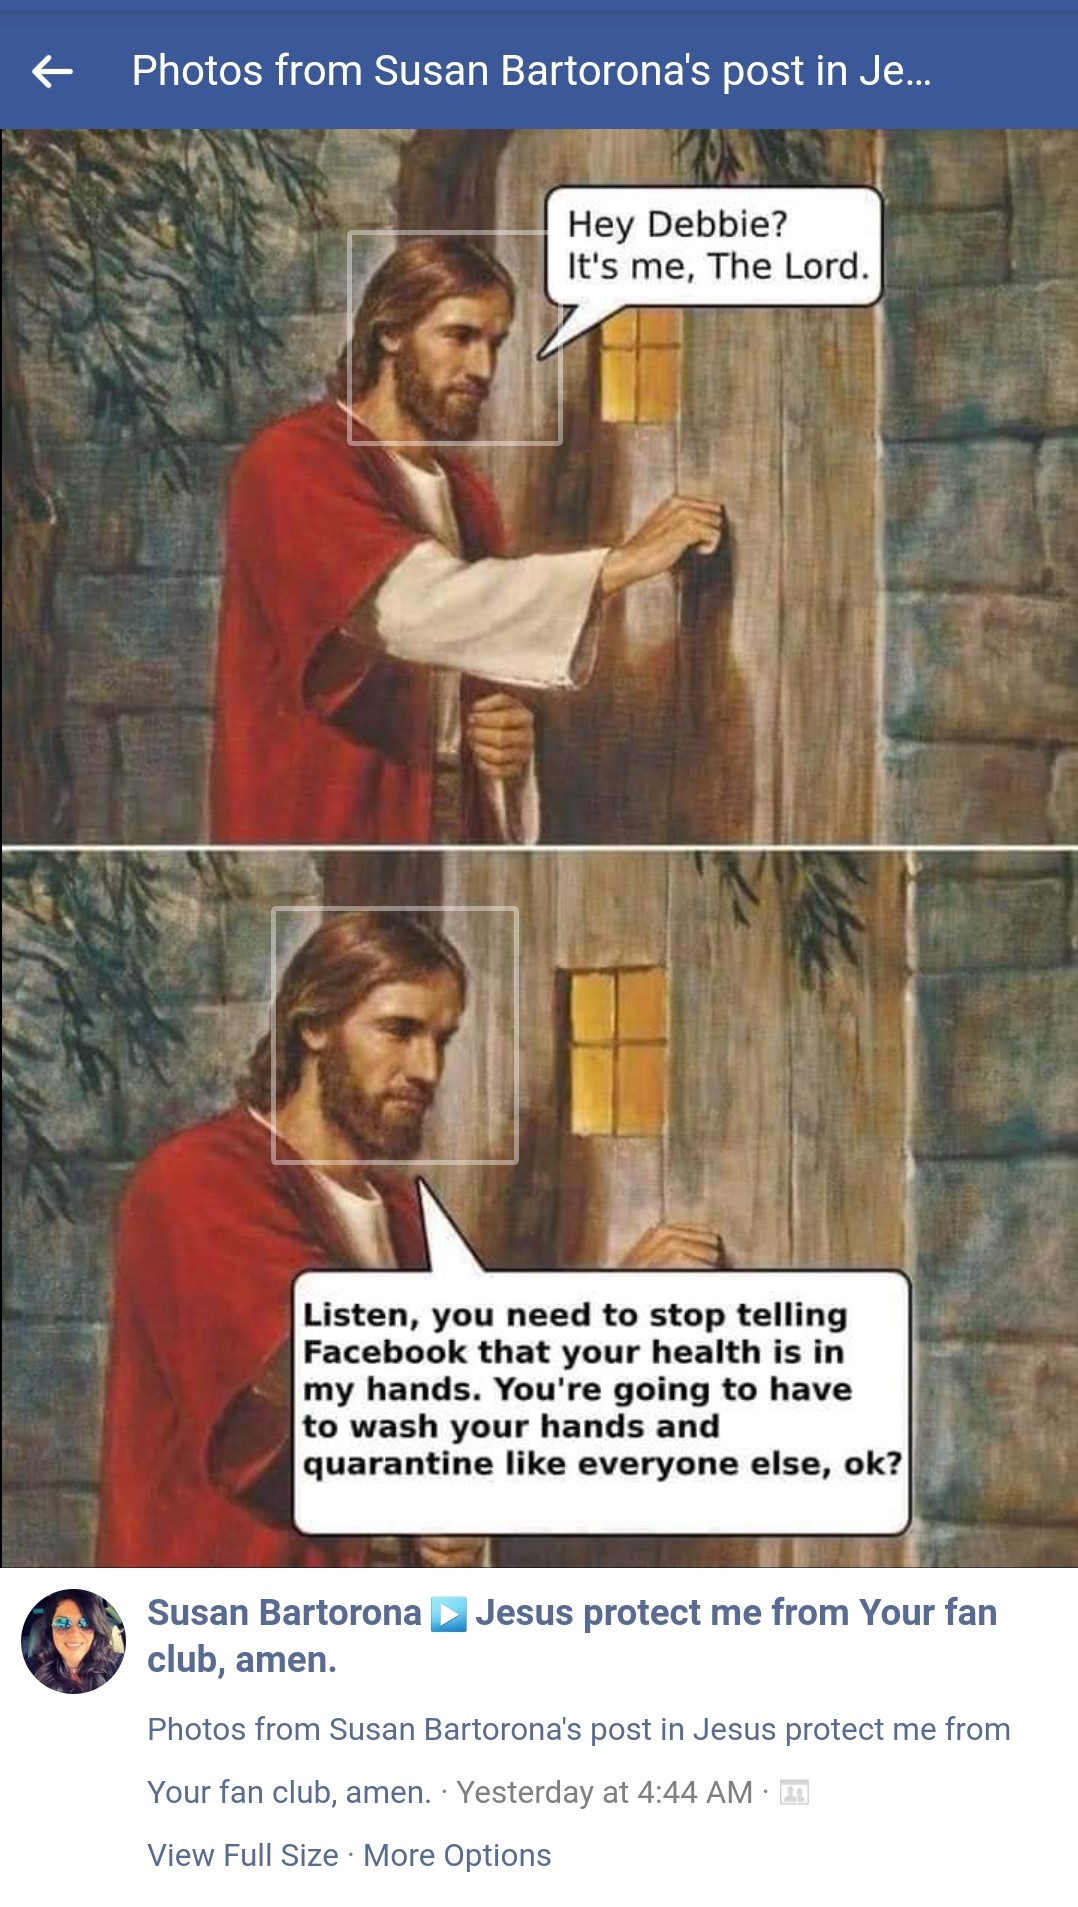 Photos from Susan Bartorona's post in Je...
Hey Debbie?
It's me, The Lord.
Listen, you need to stop telling
Facebook that your health is in
my hands. You're going to have
to wash your hands and
quarantine like everyone else, ok?
Susan Bartorona ▶ Jesus protect me from Your fan
club, amen.
Photos from Susan Bartorona's post in Jesus protect me from
Your fan club, amen. · Yesterday at 4:44 AM ·
View Full Size · More Options